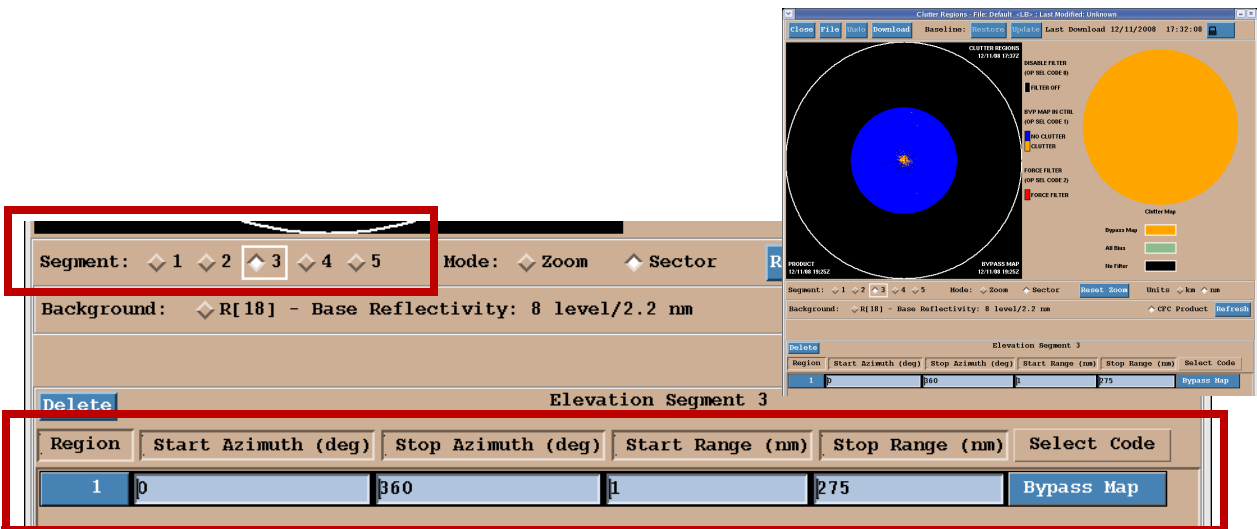 Clutter Regions - File: Default <LB> : Last Modified: Unknown
Close File Undo Download Baseline: Restore Update Last Download 12/11/2008 17:32:08
CLUTTER REGIONS
12/11/08 17:37Z
DISABLE FILTER
(OP SEL CODE 0)
FILTER OFF
BYP MAP IN CTRL
(OP SEL CODE 1)
NO CLUTTER
CLUTTER
FORCE FILTER
(OP SEL CODE 2)
FORCE FILTER
PRODUCT
12/11/08 19:25Z
BYPASS MAP
12/11/08 19:25Z
Clutter Map
Bypass Map
All Bins
No Filter
Segment: 1 2 3 4 5 Mode: Zoom Sector Reset Zoom Units km nm
Background: R[18] - Base Reflectivity: 8 level/2.2 nm CFC Product Refresh
Delete Elevation Segment 3
Region Start Azimuth (deg) Stop Azimuth (deg) Start Range (nm) Stop Range (nm) Select Code
1 0 360 1 275 Bypass Map
Segment: 1 2 3 4 5 Mode: Zoom Sector R
Background: R[18] - Base Reflectivity: 8 level/2.2 nm
Delete Elevation Segment 3
Region Start Azimuth (deg) Stop Azimuth (deg) Start Range (nm) Stop Range (nm) Select Code
1 0 360 1 275 Bypass Map